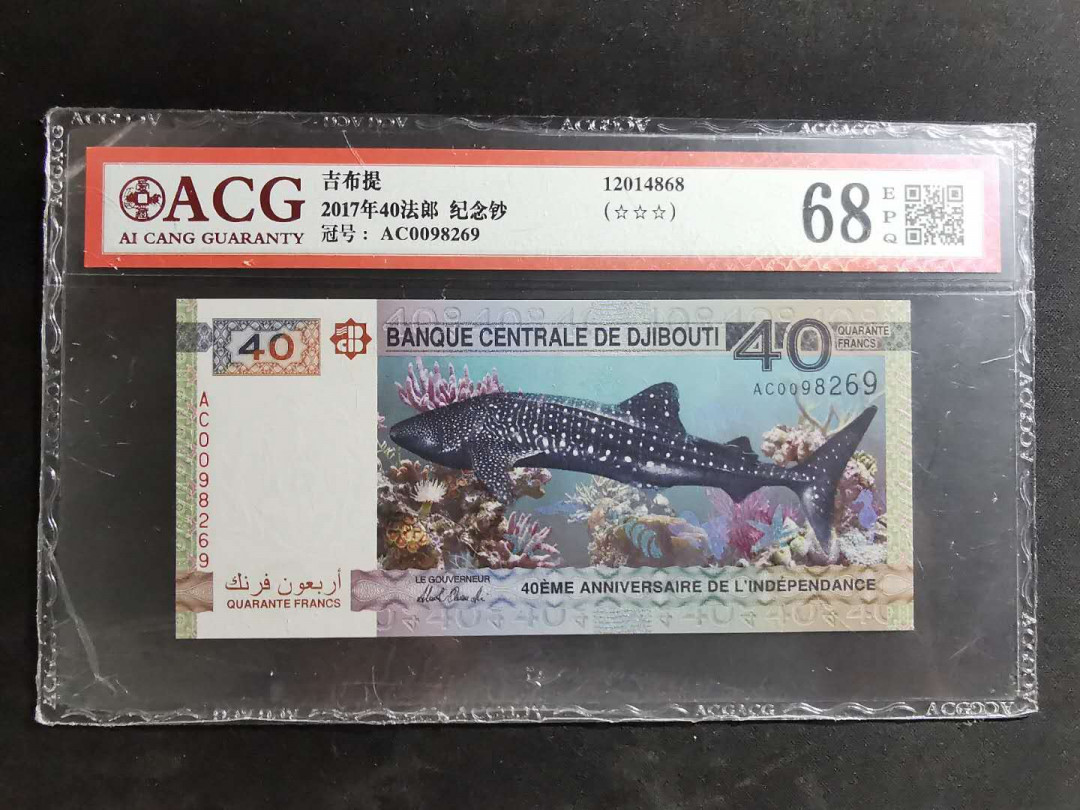 ACG
AI CANG GUARANTY
吉布提
2017年40法郎 纪念钞
冠号：AC0098269
12014868
(☆☆☆)
68
EPQ
40
BANQUE CENTRALE DE DJIBOUTI
40
QUARANTE
FRANCS
AC0098269
AC0098269
أربعون فرنك
QUARANTE FRANCS
LE GOUVERNEUR
40ÈME ANNIVERSAIRE DE L'INDÉPENDANCE